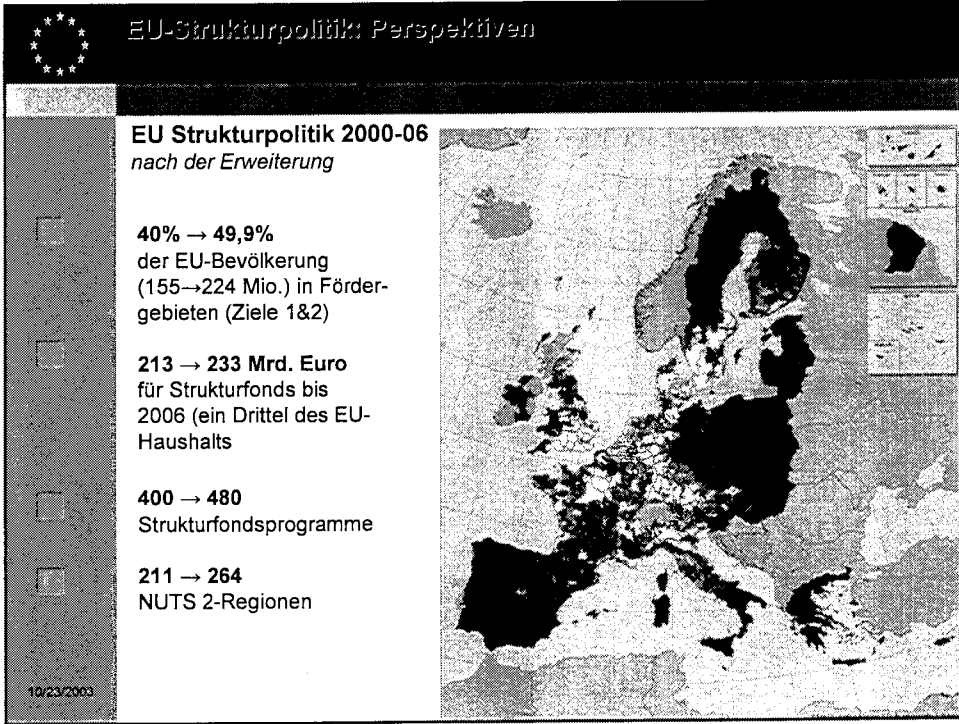 EU-Strukturpolitik: Perspektiven
EU Strukturpolitik 2000-06
nach der Erweiterung
40% → 49,9%
der EU-Bevölkerung
(155→224 Mio.) in Förder-
gebieten (Ziele 1&2)
213 → 233 Mrd. Euro
für Strukturfonds bis
2006 (ein Drittel des EU-
Haushalts
400 → 480
Strukturfondsprogramme
211 → 264
NUTS 2-Regionen
10/23/2003